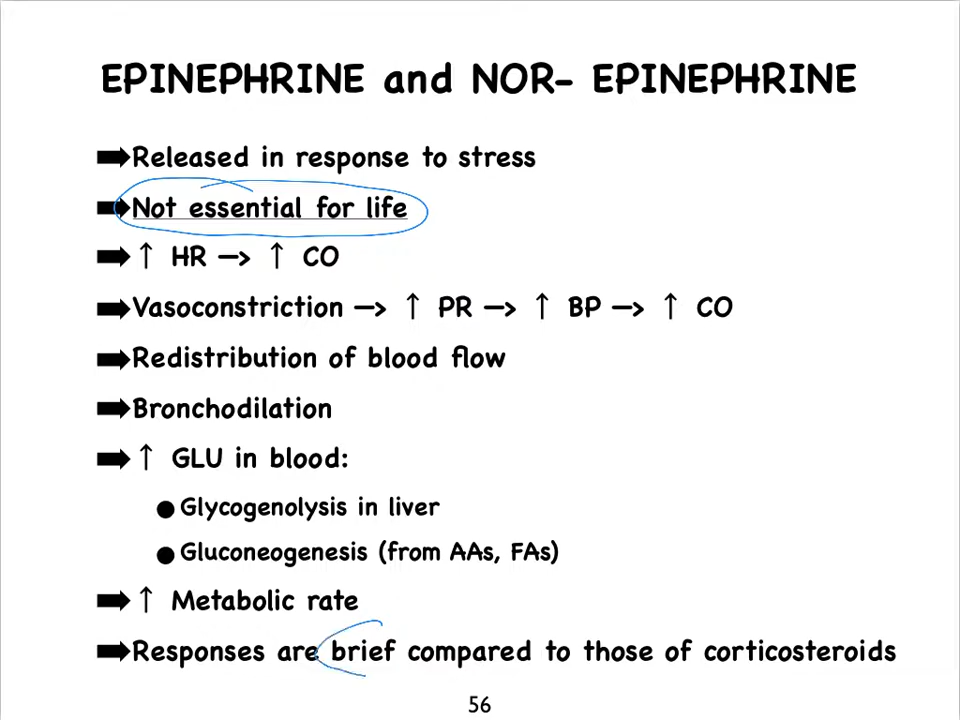 EPINEPHRINE and NOR- EPINEPHRINE
➡Released in response to stress
➡Not essential for life
➡↑ HR —> ↑ CO
➡Vasoconstriction —> ↑ PR —> ↑ BP —> ↑ CO
➡Redistribution of blood flow
➡Bronchodilation
➡↑ GLU in blood:
●Glycogenolysis in liver
●Gluconeogenesis (from AAs, FAs)
➡↑ Metabolic rate
➡Responses are brief compared to those of corticosteroids
56